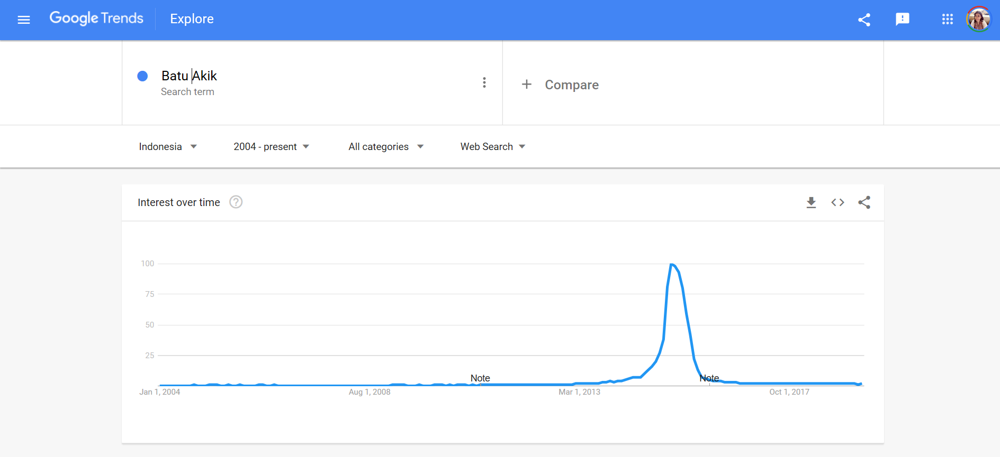 Google Trends Explore
Batu Akik
Search term
+ Compare
Indonesia 2004 - present All categories Web Search
Interest over time
100
75
50
25
Note Note
Jan 1, 2004 Aug 1, 2008 Mar 1, 2013 Oct 1, 2017